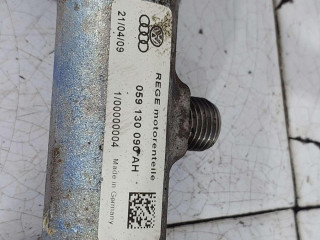 21/04/09
REGE motorenteile
059 130 090 AH
1/00000004
Made in Germany